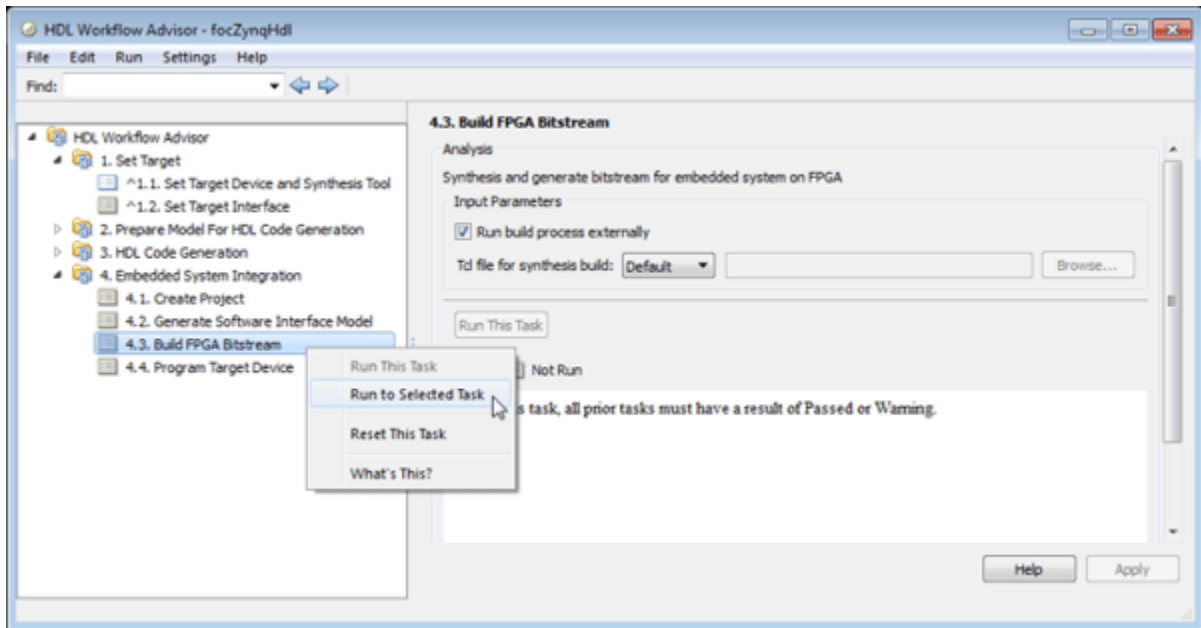 HDL Workflow Advisor - focZynqHdl
File Edit Run Settings Help
Find:
HDL Workflow Advisor
1. Set Target
^1.1. Set Target Device and Synthesis Tool
^1.2. Set Target Interface
2. Prepare Model For HDL Code Generation
3. HDL Code Generation
4. Embedded System Integration
4.1. Create Project
4.2. Generate Software Interface Model
4.3. Build FPGA Bitstream
4.4. Program Target Device
Run This Task
Run to Selected Task
Reset This Task
What's This?
4.3. Build FPGA Bitstream
Analysis
Synthesis and generate bitstream for embedded system on FPGA
Input Parameters
Run build process externally
Tcl file for synthesis build: Default Browse...
Run This Task
Not Run
task, all prior tasks must have a result of Passed or Warning.
Help Apply